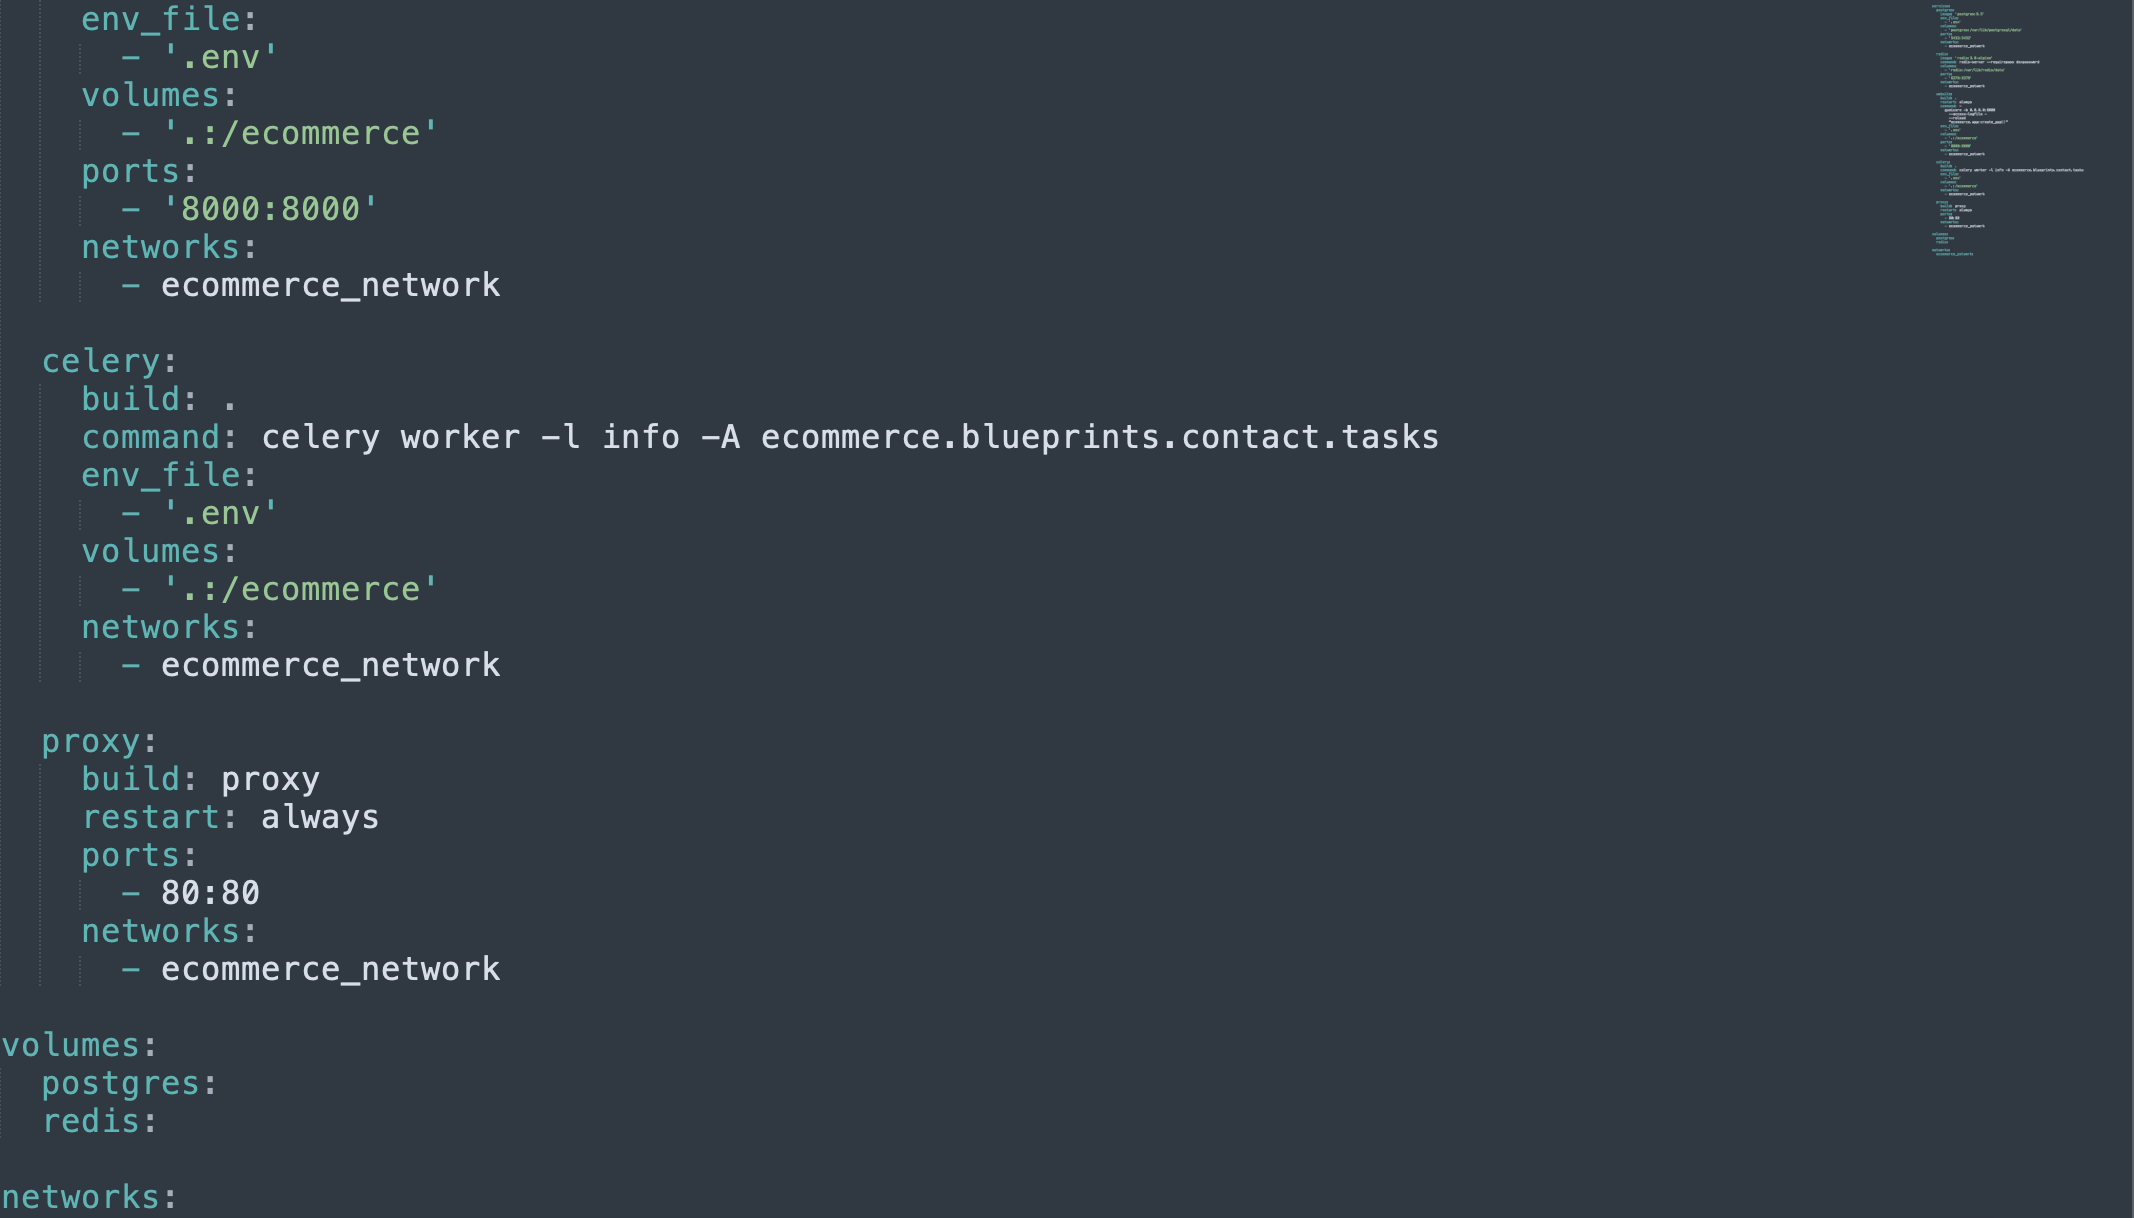 env_file:
      - '.env'
    volumes:
      - '.:/ecommerce'
    ports:
      - '8000:8000'
    networks:
      - ecommerce_network

  celery:
    build: .
    command: celery worker -l info -A ecommerce.blueprints.contact.tasks
    env_file:
      - '.env'
    volumes:
      - '.:/ecommerce'
    networks:
      - ecommerce_network

  proxy:
    build: proxy
    restart: always
    ports:
      - 80:80
    networks:
      - ecommerce_network

volumes:
  postgres:
  redis:

networks: